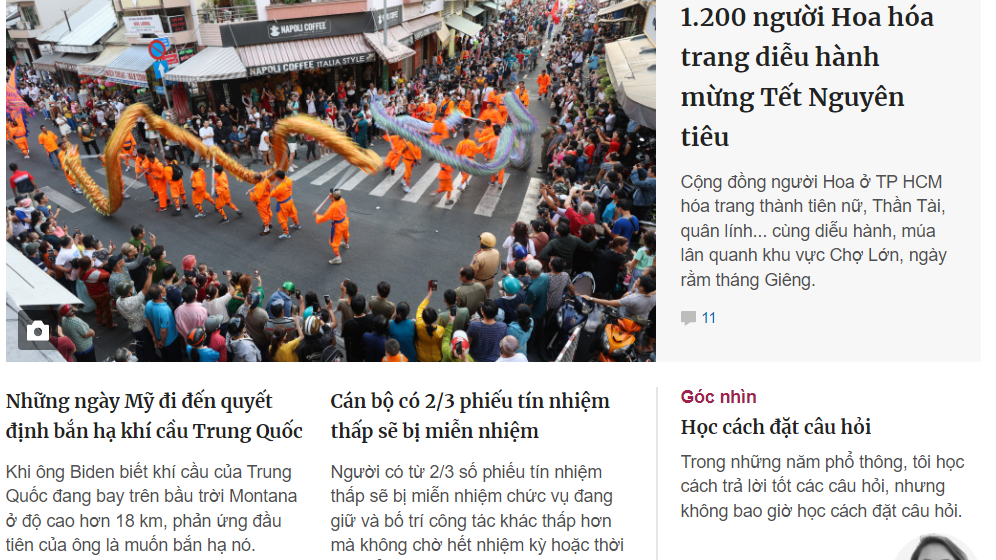 NAPOLI COFFEE
NAPOLI COFFEE ITALIA STYLE
1.200 người Hoa hóa
trang diễu hành
mừng Tết Nguyên
tiêu
Cộng đồng người Hoa ở TP HCM
hóa trang thành tiên nữ, Thần Tài,
quân lính... cùng diễu hành, múa
lân quanh khu vực Chợ Lớn, ngày
rằm tháng Giêng.
11
Những ngày Mỹ đi đến quyết
định bắn hạ khí cầu Trung Quốc
Khi ông Biden biết khí cầu của Trung
Quốc đang bay trên bầu trời Montana
ở độ cao hơn 18 km, phản ứng đầu
tiên của ông là muốn bắn hạ nó.
Cán bộ có 2/3 phiếu tín nhiệm
thấp sẽ bị miễn nhiệm
Người có từ 2/3 số phiếu tín nhiệm
thấp sẽ bị miễn nhiệm chức vụ đang
giữ và bố trí công tác khác thấp hơn
mà không chờ hết nhiệm kỳ hoặc thời
Góc nhìn
Học cách đặt câu hỏi
Trong những năm phổ thông, tôi học
cách trả lời tốt các câu hỏi, nhưng
không bao giờ học cách đặt câu hỏi.